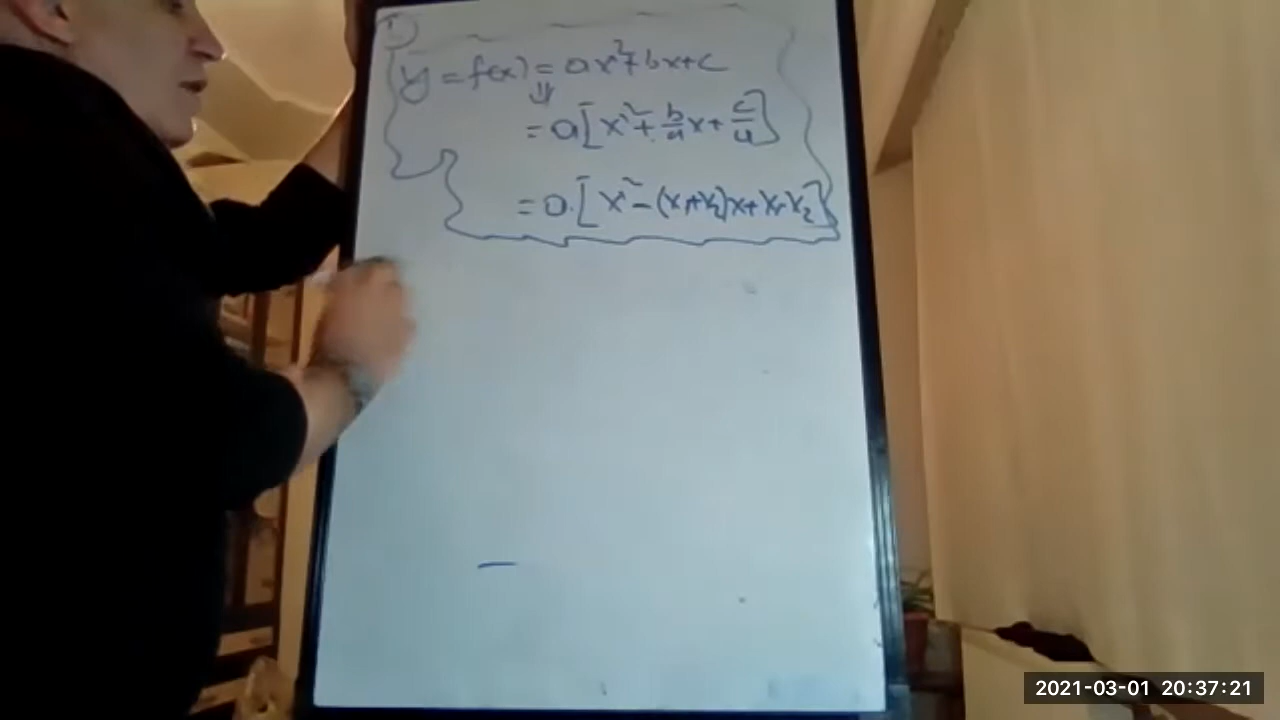 1
y = f(x) = ax²+bx+c
⇓
= a[x²+b/a x+c/a]
= a.[x²-(x₁+x₂)x+x₁.x₂]
2021-03-01 20:37:21